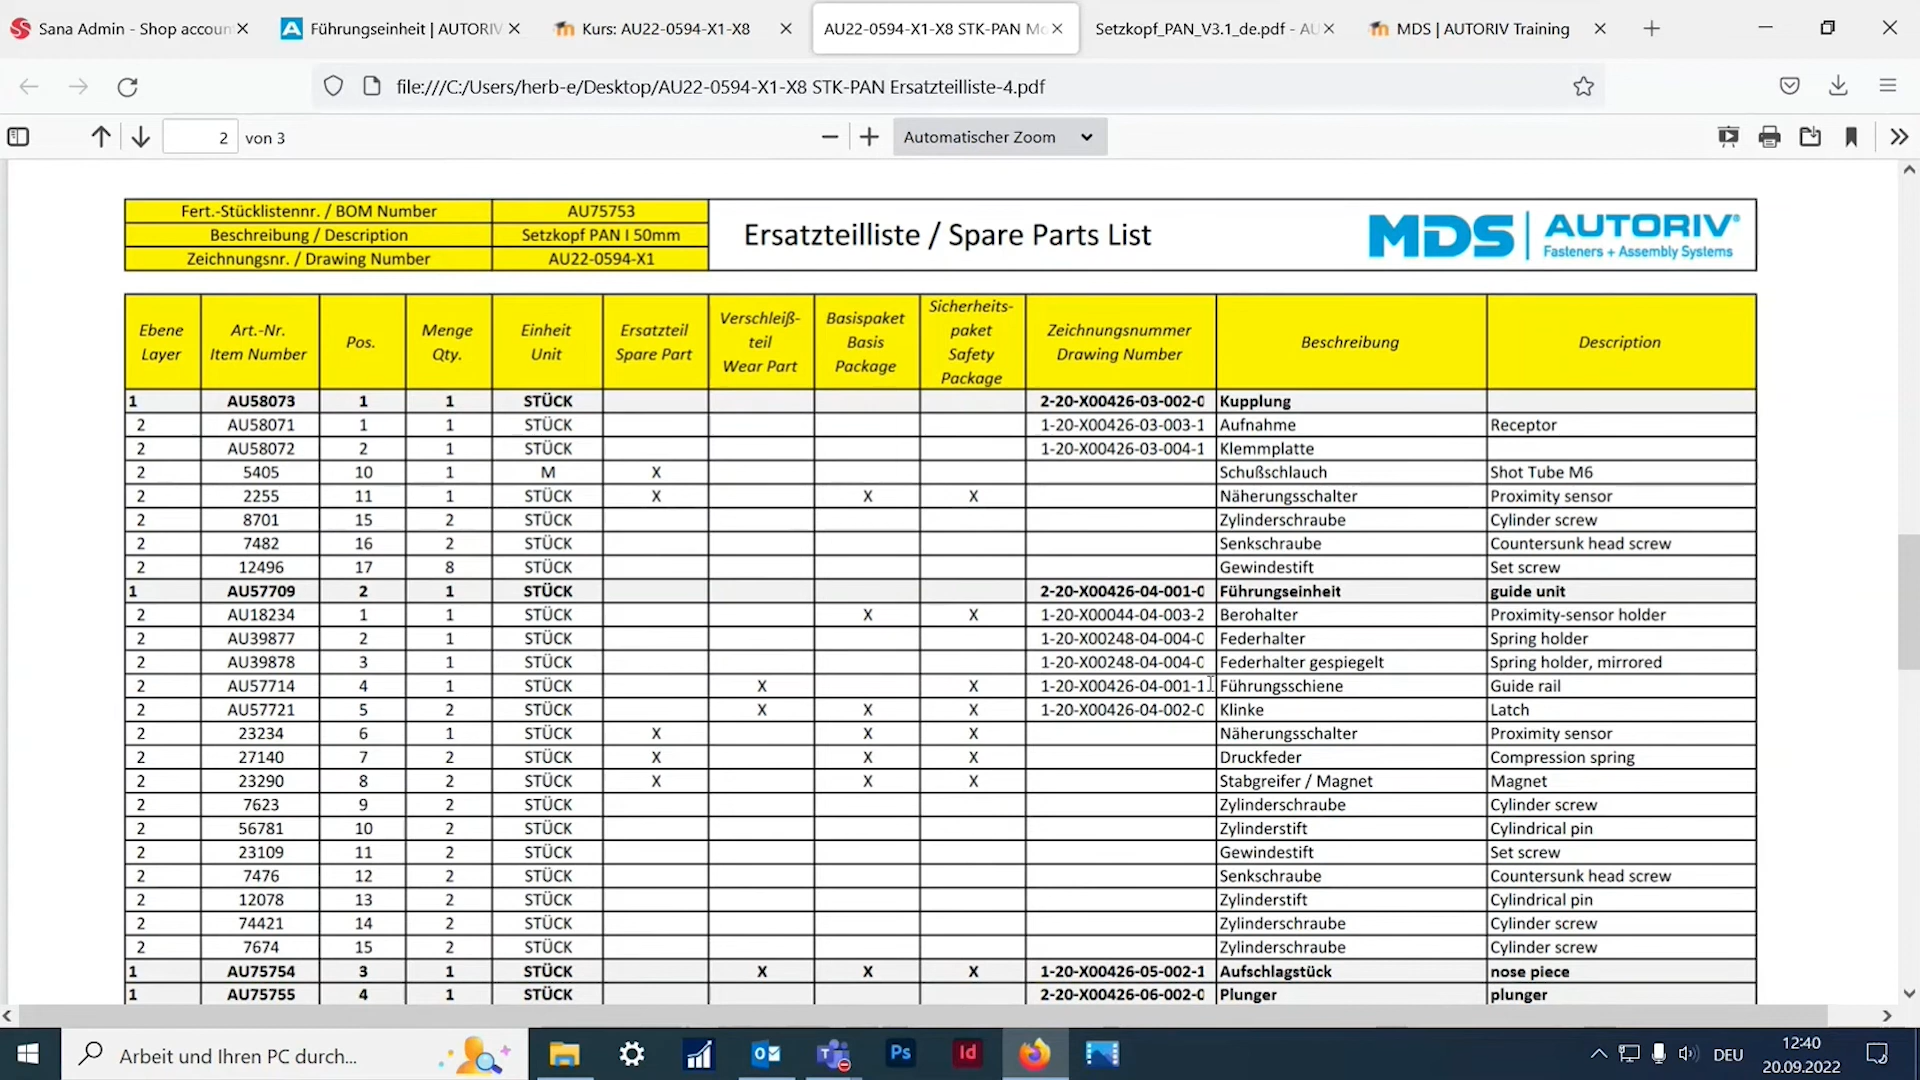 Sana Admin - Shop accoun
Führungseinheit | AUTORIV
Kurs: AU22-0594-X1-X8
AU22-0594-X1-X8 STK-PAN Mo
Setzkopf_PAN_V3.1_de.pdf - AU
MDS | AUTORIV Training
file:///C:/Users/herb-e/Desktop/AU22-0594-X1-X8 STK-PAN Ersatzteilliste-4.pdf
2 von 3
Automatischer Zoom
Fert.-Stücklistennr. / BOM Number AU75753
Beschreibung / Description Setzkopf PAN I 50mm
Zeichnungsnr. / Drawing Number AU22-0594-X1
Ersatzteilliste / Spare Parts List
MDS AUTORIV®
Fasteners + Assembly Systems
Ebene Layer Art.-Nr. Item Number Pos. Menge Qty. Einheit Unit Ersatzteil Spare Part Verschleiß-teil Wear Part Basispaket Basis Package Sicherheits-paket Safety Package Zeichnungsnummer Drawing Number Beschreibung Description
1 AU58073 1 1 STÜCK 2-20-X00426-03-002-0 Kupplung
2 AU58071 1 1 STÜCK 1-20-X00426-03-003-1 Aufnahme Receptor
2 AU58072 2 1 STÜCK 1-20-X00426-03-004-1 Klemmplatte
2 5405 10 1 M X Schußschlauch Shot Tube M6
2 2255 11 1 STÜCK X X X Näherungsschalter Proximity sensor
2 8701 15 2 STÜCK Zylinderschraube Cylinder screw
2 7482 16 2 STÜCK Senkschraube Countersunk head screw
2 12496 17 8 STÜCK Gewindestift Set screw
1 AU57709 2 1 STÜCK 2-20-X00426-04-001-0 Führungseinheit guide unit
2 AU18234 1 1 STÜCK X X 1-20-X00044-04-003-2 Berohalter Proximity-sensor holder
2 AU39877 2 1 STÜCK 1-20-X00248-04-004-0 Federhalter Spring holder
2 AU39878 3 1 STÜCK 1-20-X00248-04-004-0 Federhalter gespiegelt Spring holder, mirrored
2 AU57714 4 1 STÜCK X X 1-20-X00426-04-001-1 Führungsschiene Guide rail
2 AU57721 5 2 STÜCK X X X 1-20-X00426-04-002-0 Klinke Latch
2 23234 6 1 STÜCK X X X Näherungsschalter Proximity sensor
2 27140 7 2 STÜCK X X X Druckfeder Compression spring
2 23290 8 2 STÜCK X X X Stabgreifer / Magnet Magnet
2 7623 9 2 STÜCK Zylinderschraube Cylinder screw
2 56781 10 2 STÜCK Zylinderstift Cylindrical pin
2 23109 11 2 STÜCK Gewindestift Set screw
2 7476 12 2 STÜCK Senkschraube Countersunk head screw
2 12078 13 2 STÜCK Zylinderstift Cylindrical pin
2 74421 14 2 STÜCK Zylinderschraube Cylinder screw
2 7674 15 2 STÜCK Zylinderschraube Cylinder screw
1 AU75754 3 1 STÜCK X X X 1-20-X00426-05-002-1 Aufschlagstück nose piece
1 AU75755 4 1 STÜCK 2-20-X00426-06-002-0 Plunger plunger
Arbeit und Ihren PC durch...
Ps
Id
DEU
12:40
20.09.2022